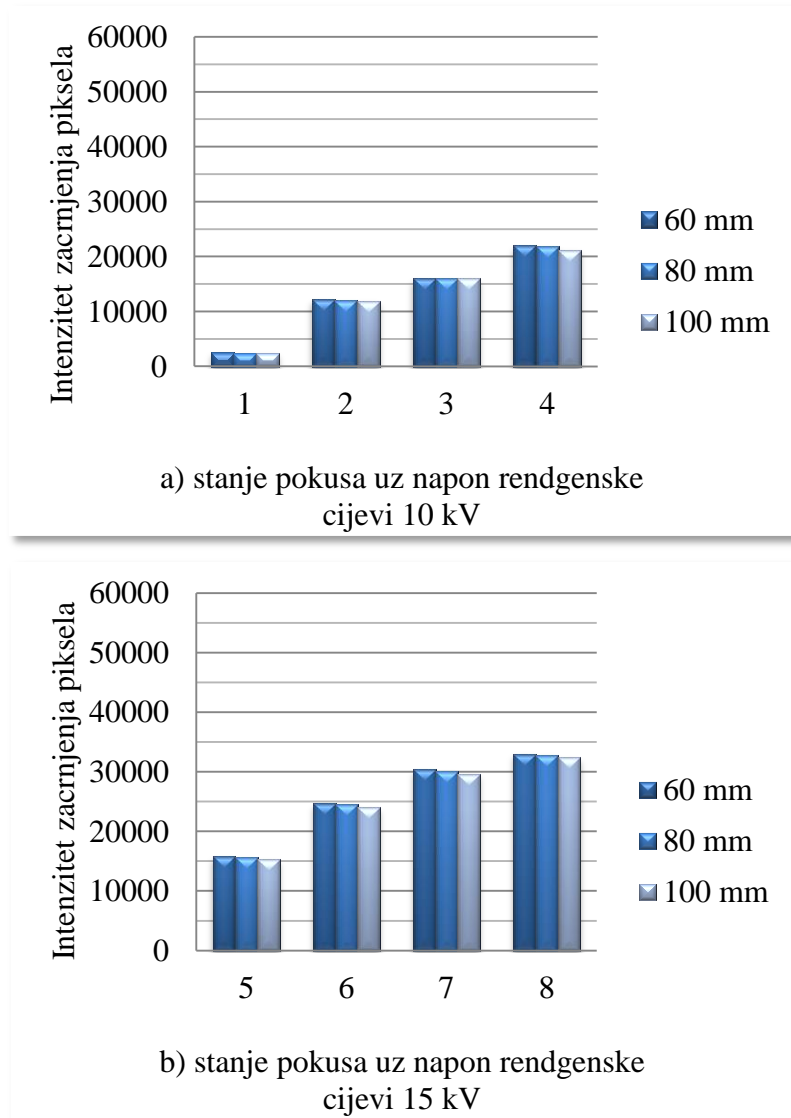 60000
50000
40000
30000
20000
10000
0
Intenzitet zacrnjenja piksela
1 2 3 4
60 mm
80 mm
100 mm
a) stanje pokusa uz napon rendgenske
cijevi 10 kV
60000
50000
40000
30000
20000
10000
0
Intenzitet zacrnjenja piksela
5 6 7 8
60 mm
80 mm
100 mm
b) stanje pokusa uz napon rendgenske
cijevi 15 kV